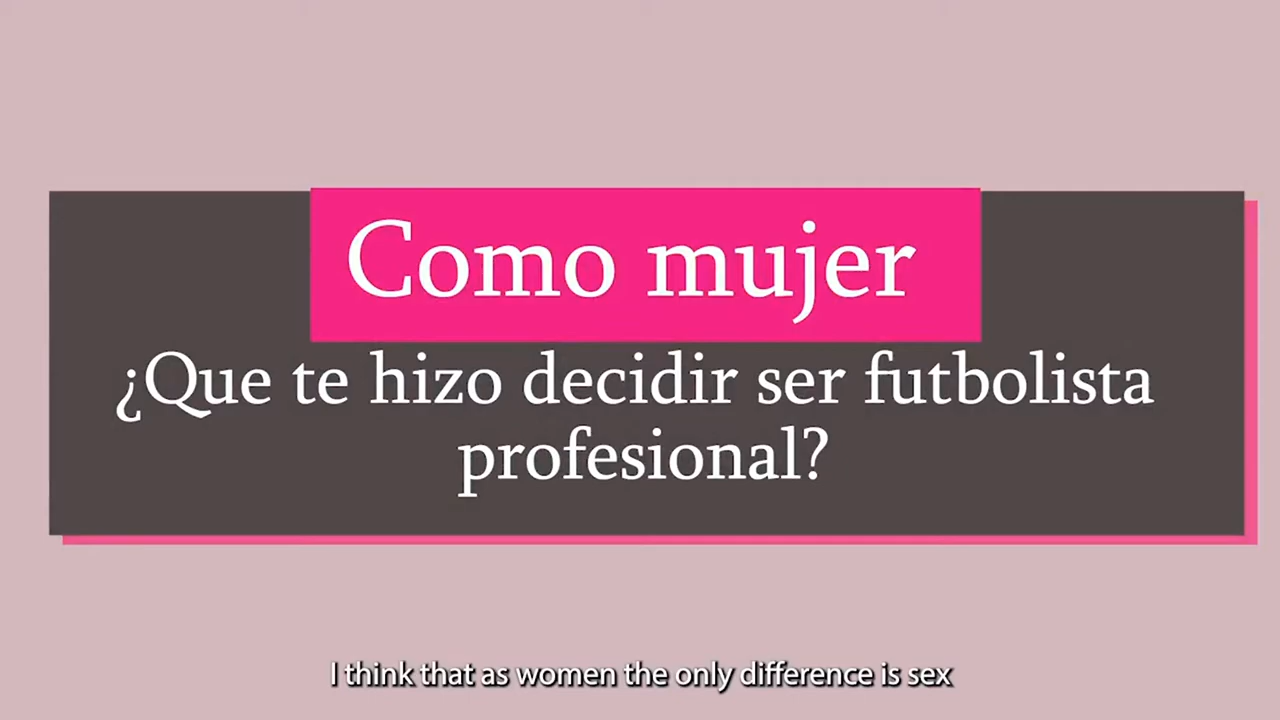 Como mujer
¿Que te hizo decidir ser futbolista
profesional?
I think that as women the only difference is sex